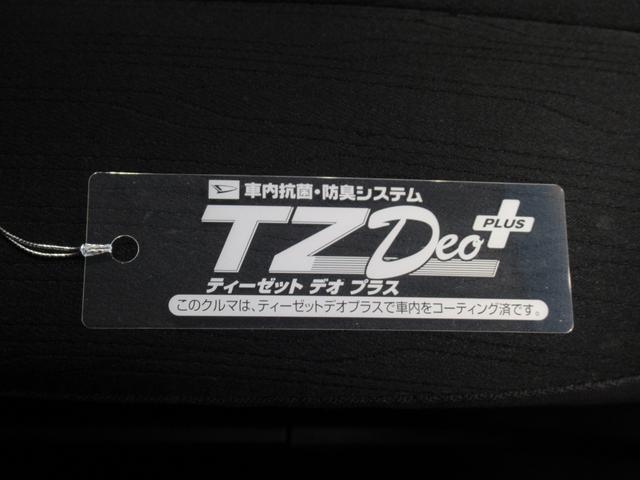 車内抗菌・防臭システム
TZDeo PLUS
ティーゼット デオ プラス
このクルマは、ティーゼットデオプラスで車内をコーティング済です。